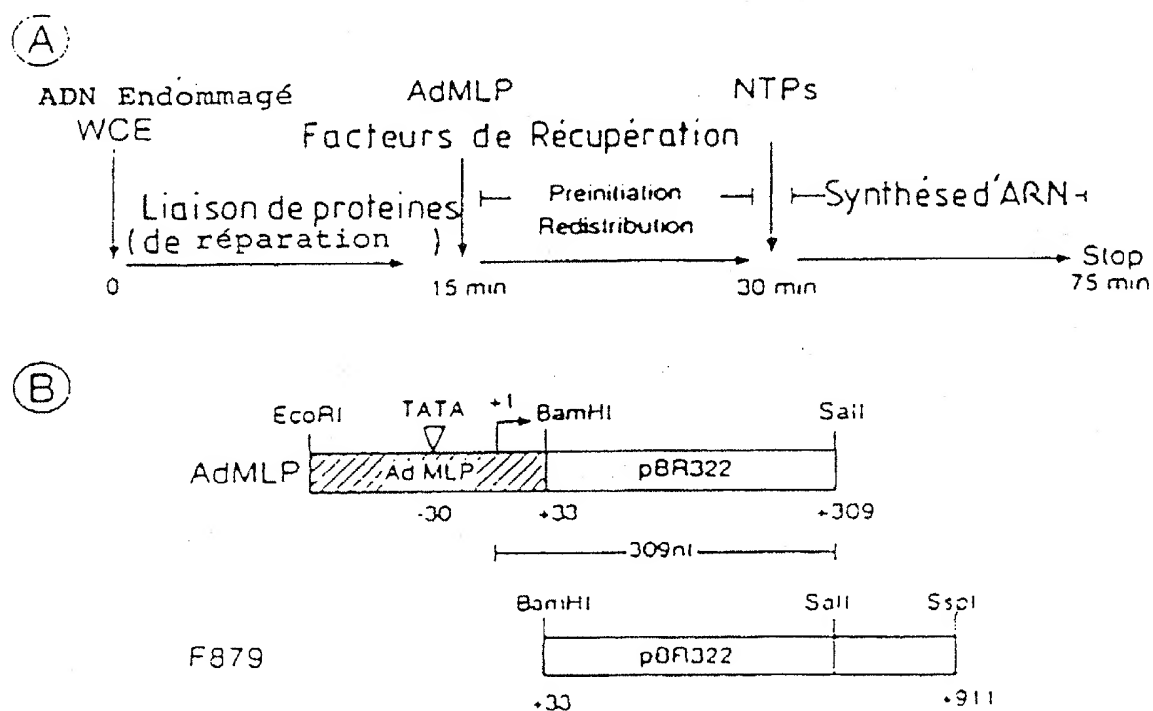 A
ADN Endommagé
WCE
AdMLP
NTPs
Facteurs de Récupération
Liaison de proteines
(de réparation )
Preinitiation
Redistribution
Synthésed'ARN
Stop
0
15 min
30 min
75 min
B
EcoRI
TATA
+1
BamHI
SalI
AdMLP
Ad MLP
pBR322
-30
+33
+309
309nt
BamHI
SalI
SspI
F879
pBR322
+33
+911